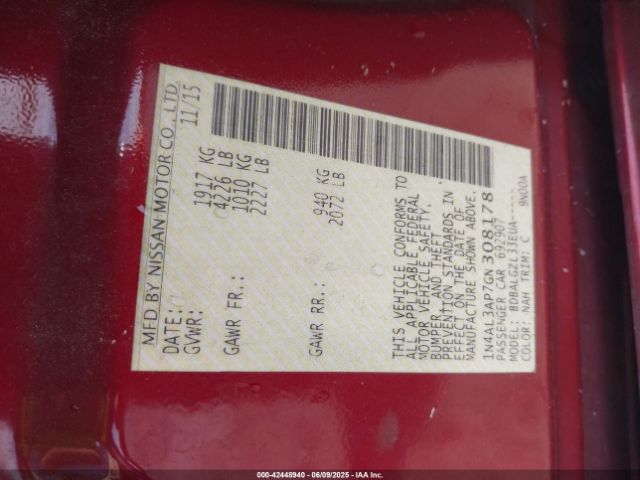 MFD BY NISSAN MOTOR CO., LTD
DATE: 11/15
GVWR: 1917 KG
4226 LB
GAWR FR.: 1010 KG
2227 LB
GAWR RR.: 940 KG
2072 LB
THIS VEHICLE CONFORMS TO
ALL APPLICABLE FEDERAL
MOTOR VEHICLE SAFETY,
BUMPER, AND THEFT
PREVENTION STANDARDS IN
EFFECT ON THE DATE OF
MANUFACTURE SHOWN ABOVE.
1N4AL3AP7GN308178
PASSENGER CAR 692907
MODEL: BDBALGZL33EUA-----
COLOR: NAH TRIM: C 9N00A
000-42448940 - 06/09/2025 - IAA Inc.